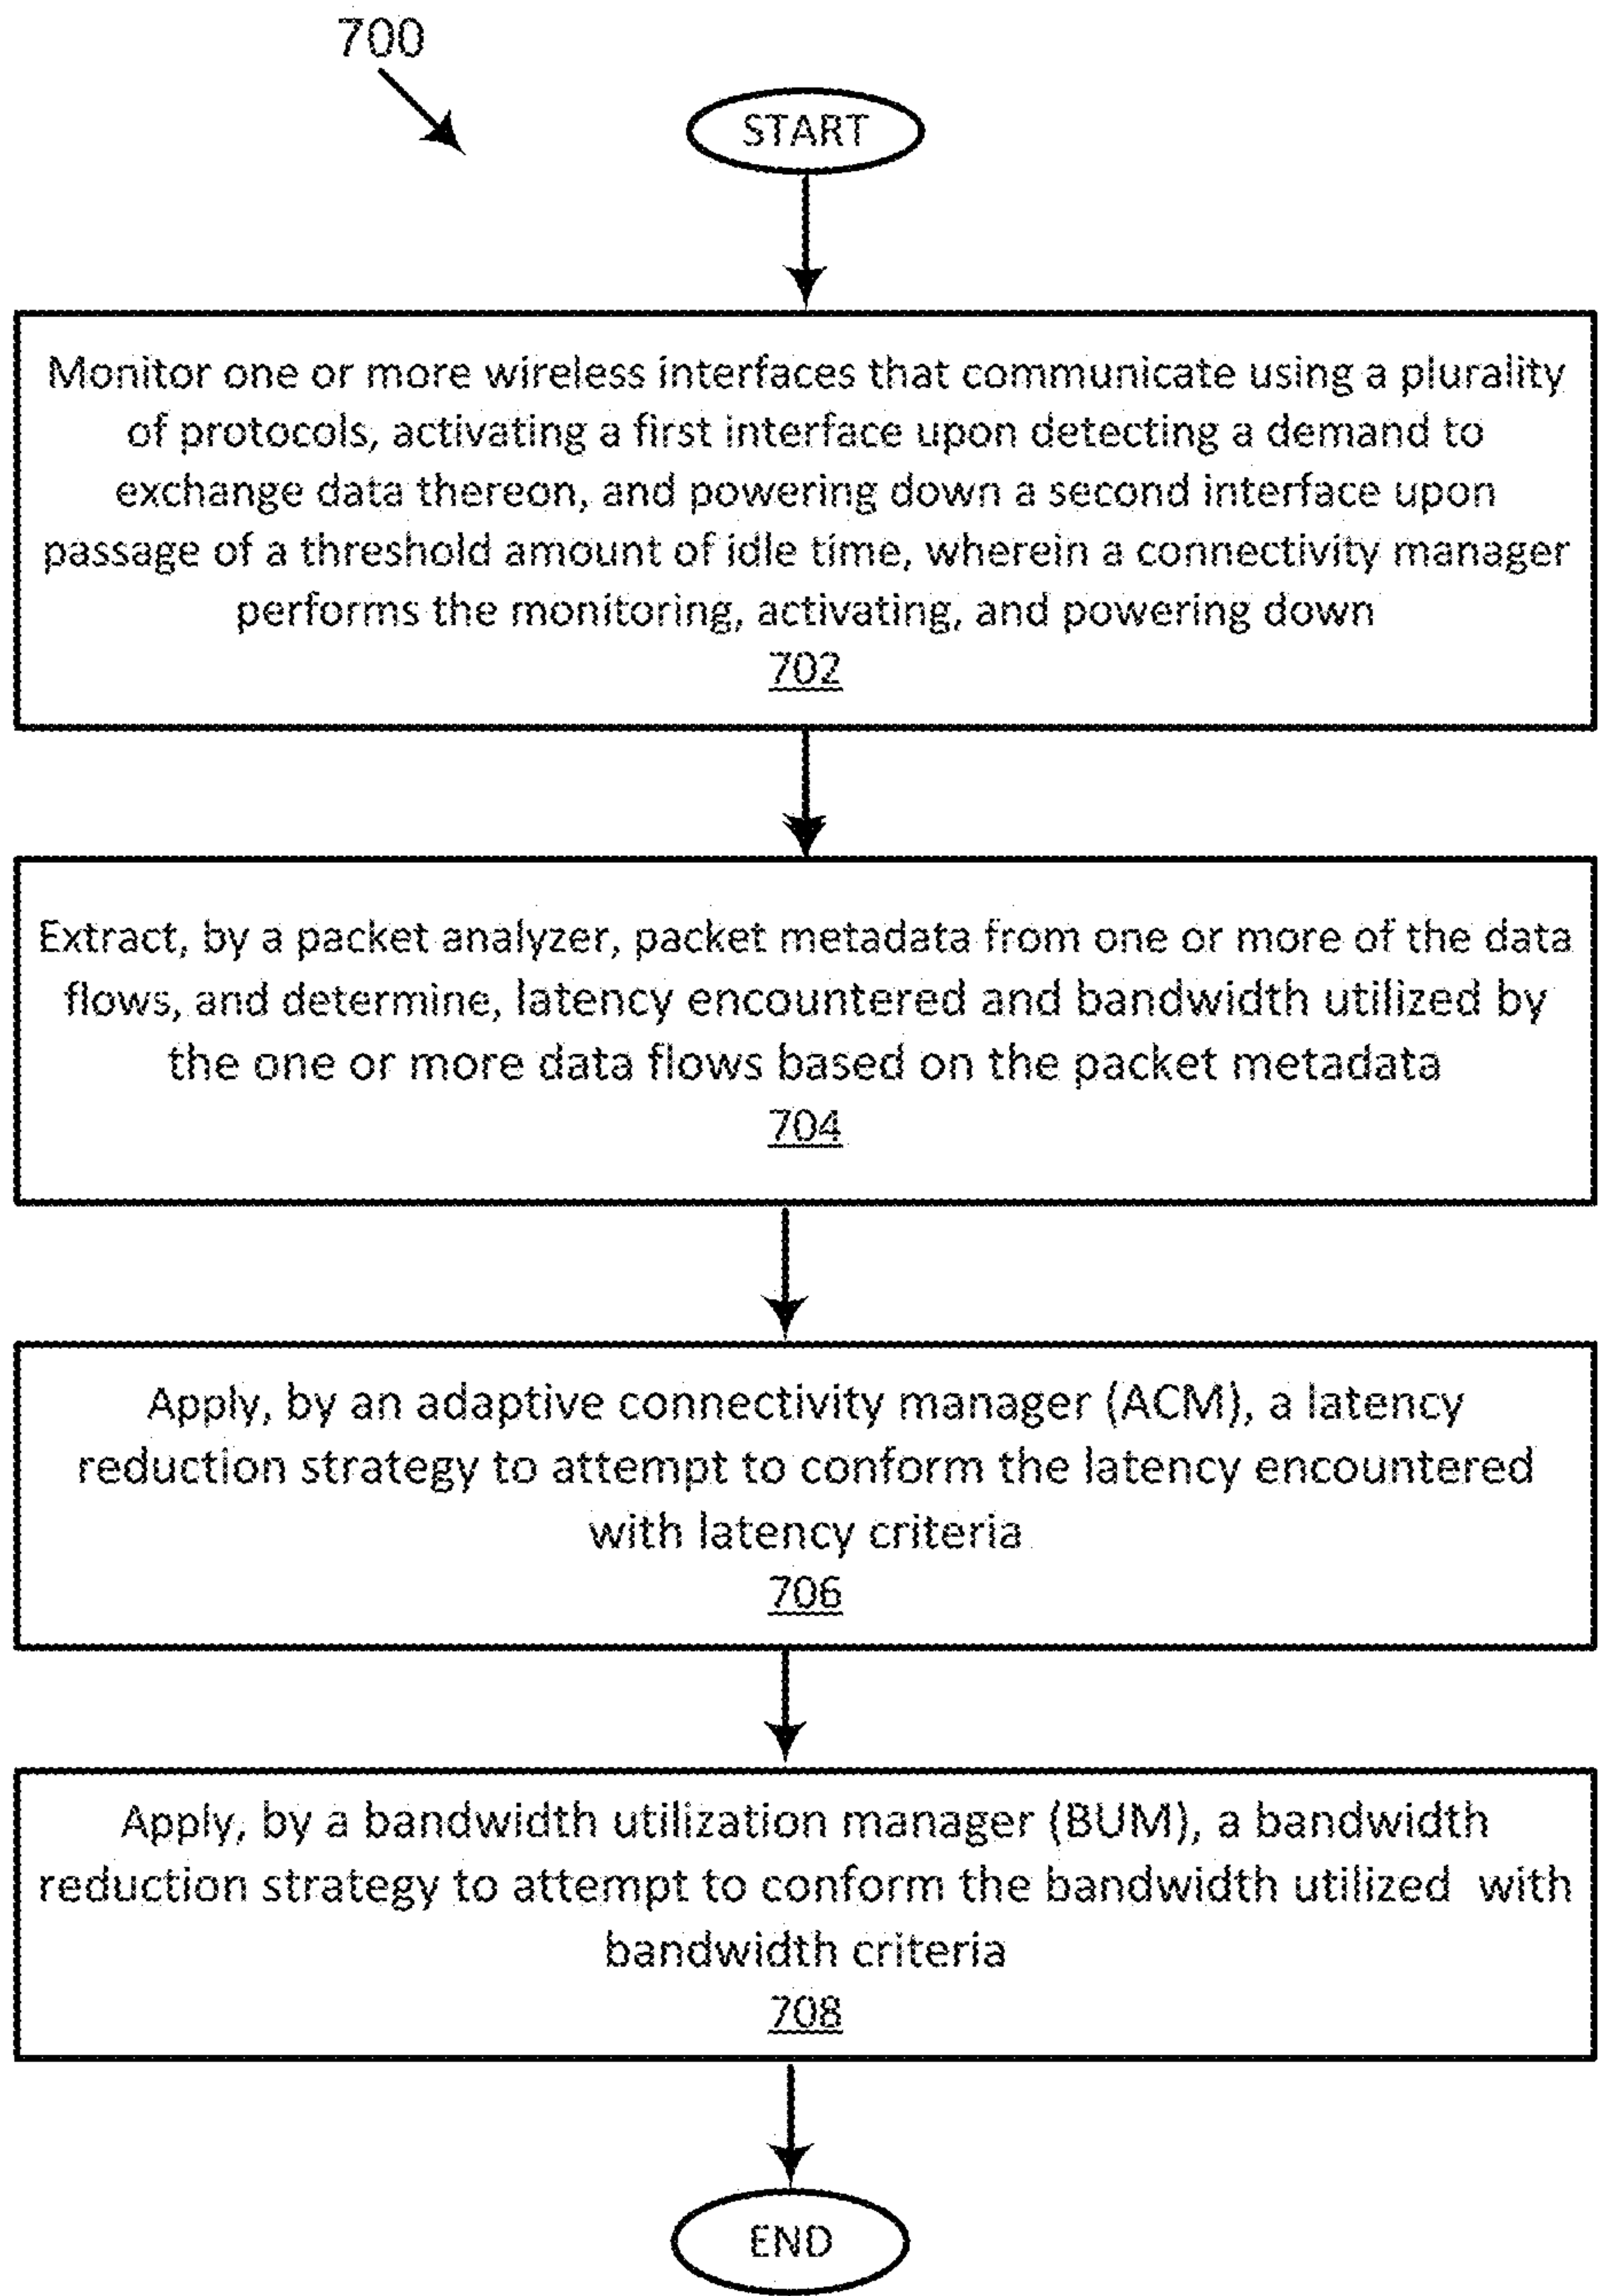 700
START
Monitor one or more wireless interfaces that communicate using a plurality
of protocols, activating a first interface upon detecting a demand to
exchange data thereon, and powering down a second interface upon
passage of a threshold amount of idle time, wherein a connectivity manager
performs the monitoring, activating, and powering down
702
Extract, by a packet analyzer, packet metadata from one or more of the data
flows, and determine, latency encountered and bandwidth utilized by
the one or more data flows based on the packet metadata
704
Apply, by an adaptive connectivity manager (ACM), a latency
reduction strategy to attempt to conform the latency encountered
with latency criteria
706
Apply, by a bandwidth utilization manager (BUM), a bandwidth
reduction strategy to attempt to conform the bandwidth utilized with
bandwidth criteria
708
END